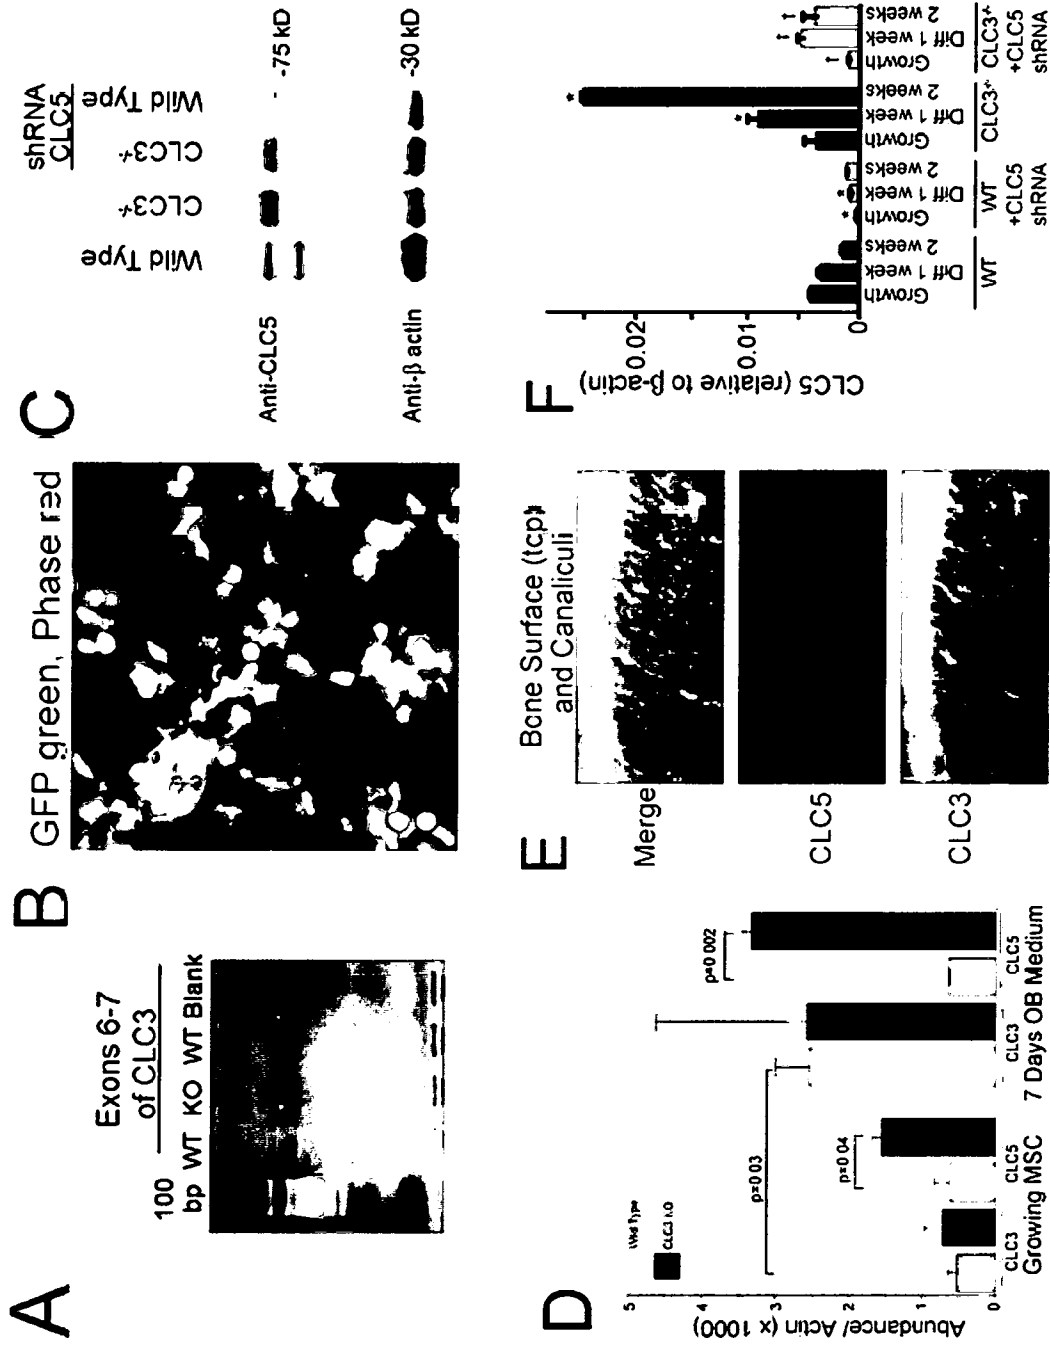 A
Exons 6-7
of CLC3
100
bp WT KO WT Blank
B
GFP green, Phase red
C
shRNA
CLC5
Wild Type
CLC3-/-
CLC3-/-
Wild Type
Anti-CLC5
-75 kD
Anti-β actin
-30 kD
D
Abundance/ Actin (x 1000)
5
4
3
2
1
0
Wild Type
CLC3 KO
p=0 03
p=0 04
p=0 002
CLC3
CLC5
CLC3
CLC5
Growing MSC
7 Days OB Medium
E
Bone Surface (top)
and Canaliculi
Merge
CLC5
CLC3
F
CLC5 (relative to β-actin)
0.02
0.01
0
Growth
Diff 1 week
2 weeks
Growth
Diff 1 week
2 weeks
Growth
Diff 1 week
2 weeks
Growth
Diff 1 week
2 weeks
WT
WT
+CLC5
shRNA
CLC3-/-
CLC3-/-
+CLC5
shRNA